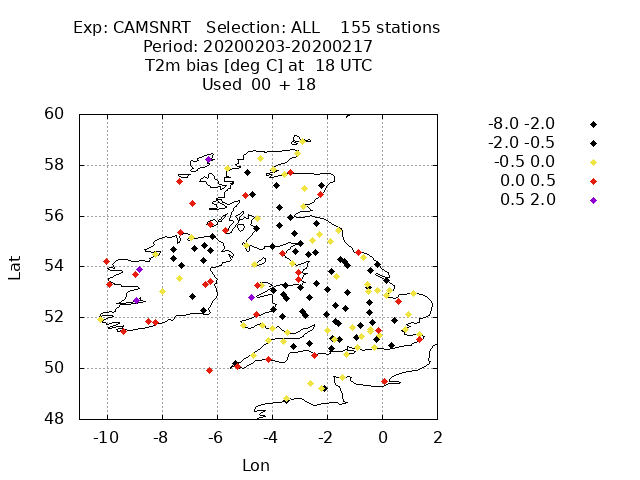 Exp: CAMSNRT Selection: ALL 155 stations
Period: 20200203-20200217
T2m bias [deg C] at 18 UTC
Used 00 + 18
60
58
56
54
52
50
48
Lat
-10 -8 -6 -4 -2 0 2
Lon
-8.0 -2.0
-2.0 -0.5
-0.5 0.0
0.0 0.5
0.5 2.0